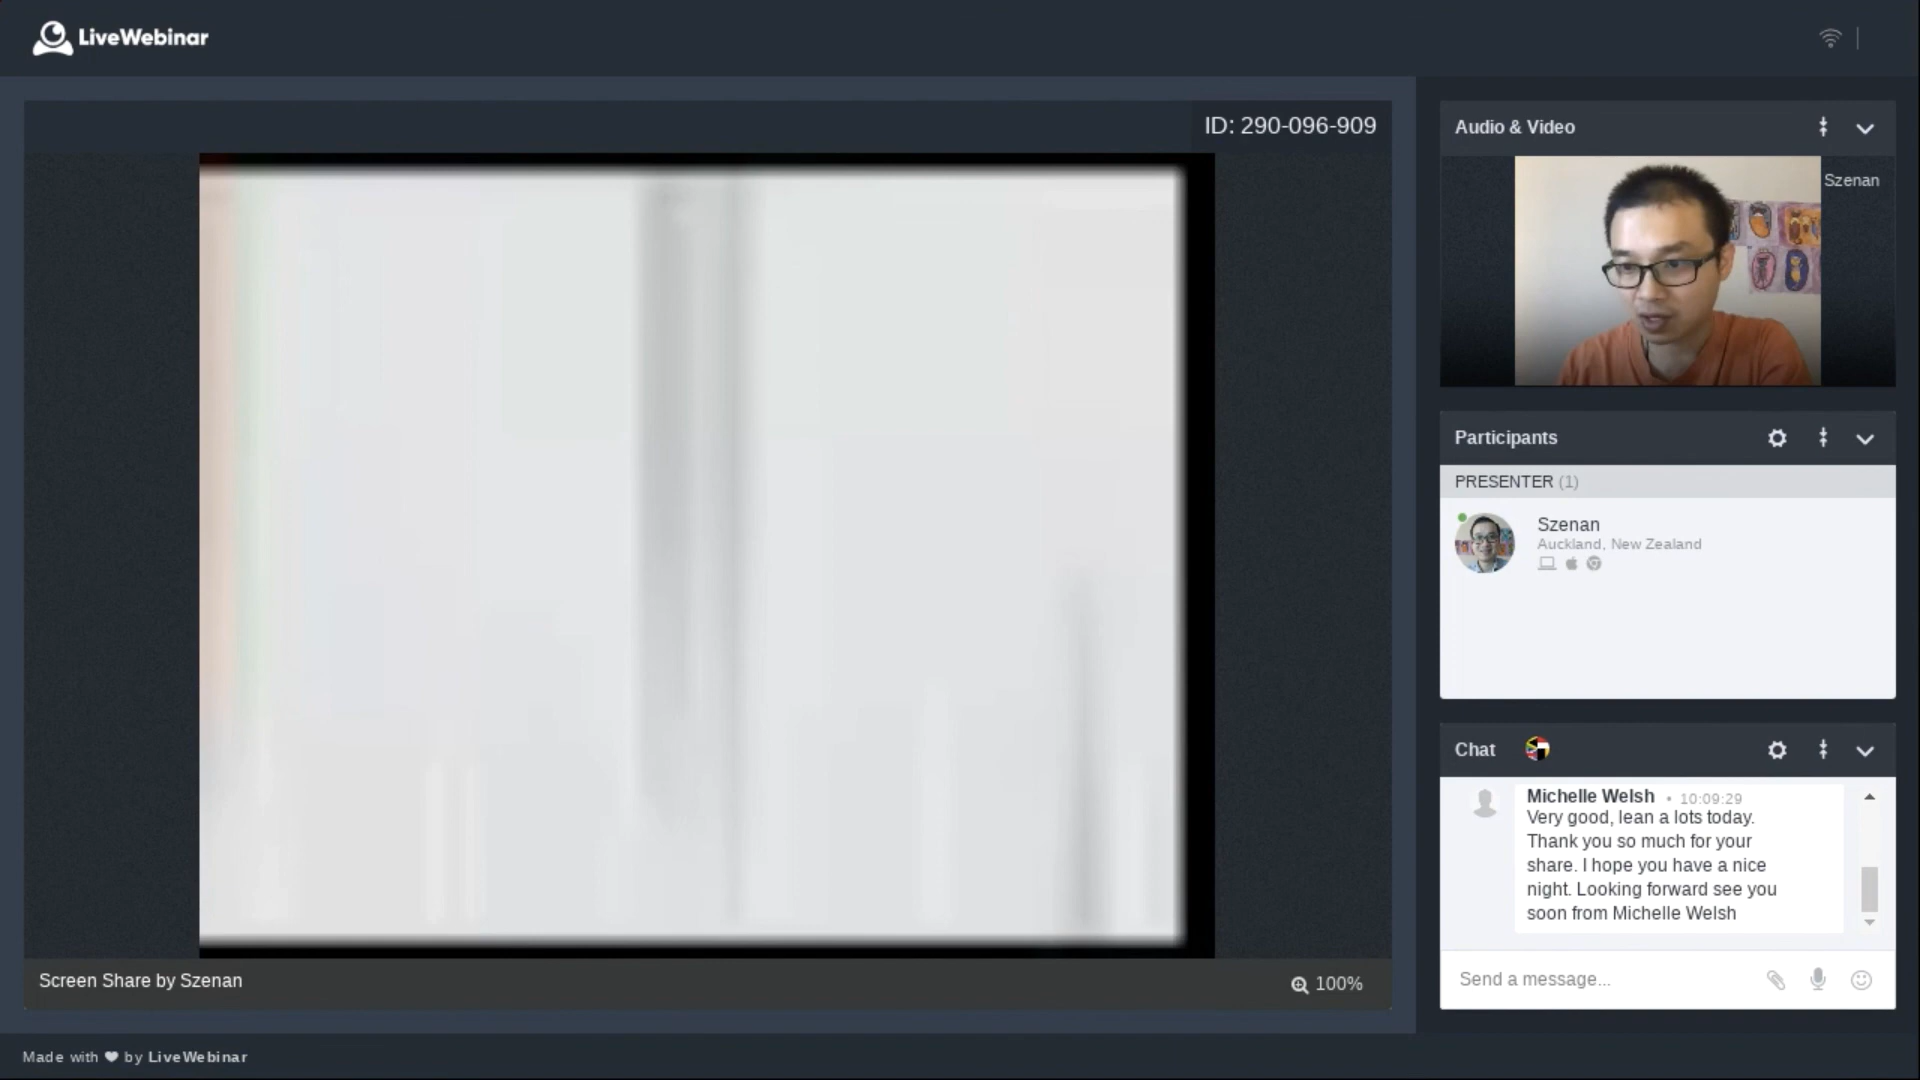 LiveWebinar
ID: 290-096-909
Screen Share by Szenan
100%
Audio & Video
Szenan
Participants
PRESENTER (1)
Szenan
Auckland, New Zealand
Chat
Michelle Welsh • 10:09:29
Very good, lean a lots today.
Thank you so much for your
share. I hope you have a nice
night. Looking forward see you
soon from Michelle Welsh
Send a message...
Made with ♥ by LiveWebinar